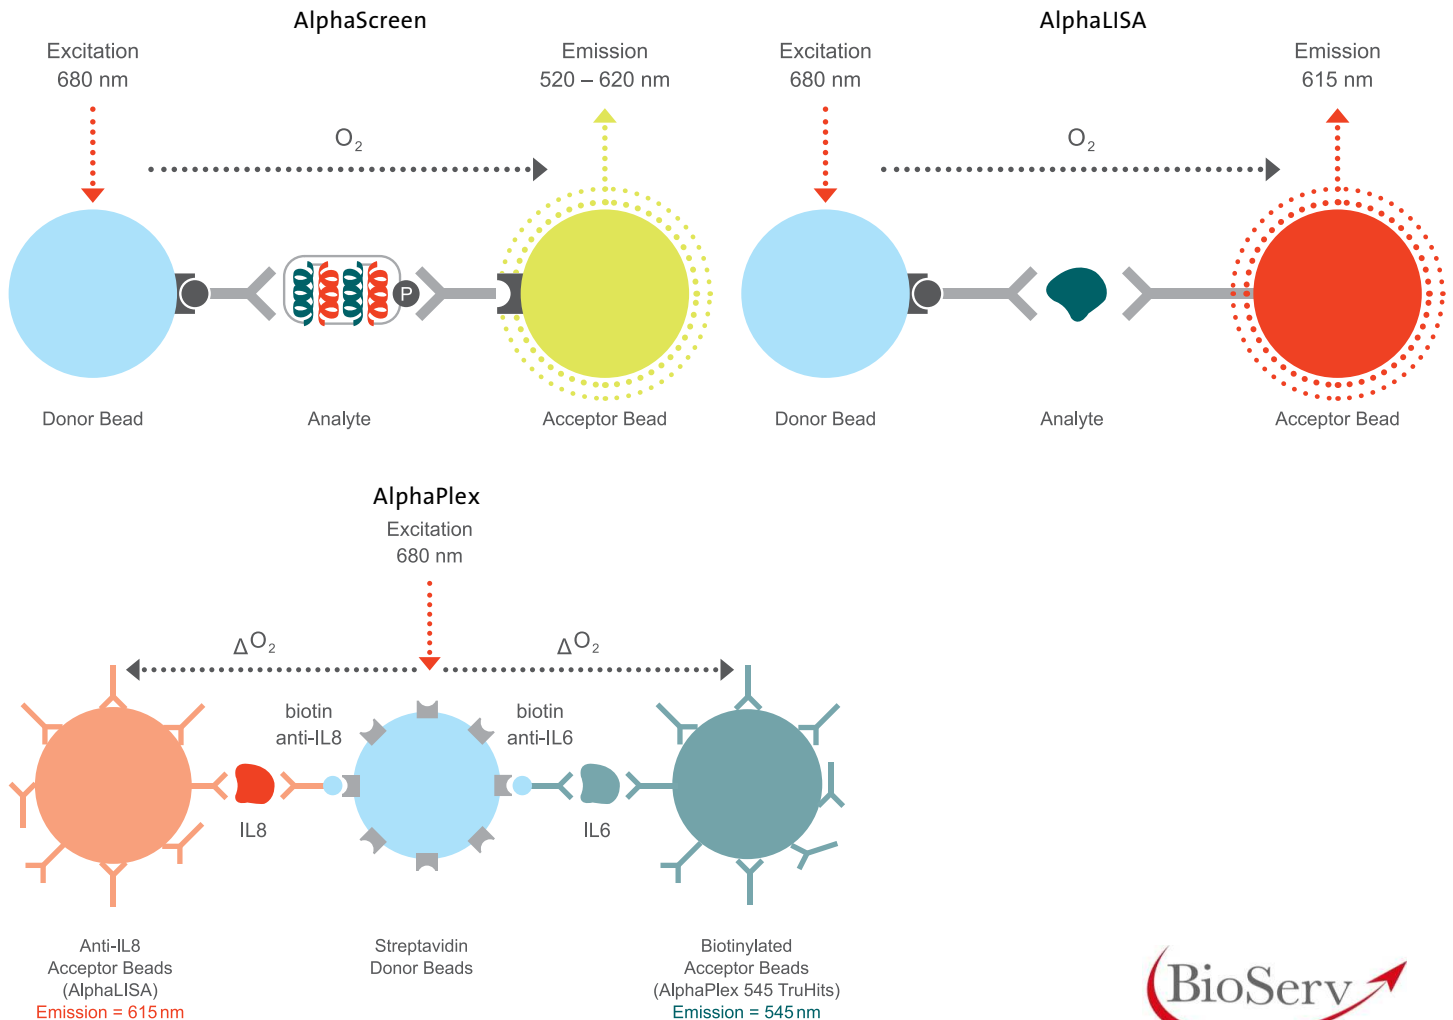 AlphaScreen
Excitation
680 nm
Emission
520 – 620 nm
O₂
P
Donor Bead
Analyte
Acceptor Bead
AlphaLISA
Excitation
680 nm
Emission
615 nm
O₂
Donor Bead
Analyte
Acceptor Bead
AlphaPlex
Excitation
680 nm
ΔO₂
ΔO₂
biotin
anti-IL8
biotin
anti-IL6
IL8
IL6
Anti-IL8
Acceptor Beads
(AlphaLISA)
Emission = 615 nm
Streptavidin
Donor Beads
Biotinylated
Acceptor Beads
(AlphaPlex 545 TruHits)
Emission = 545 nm
BioServ